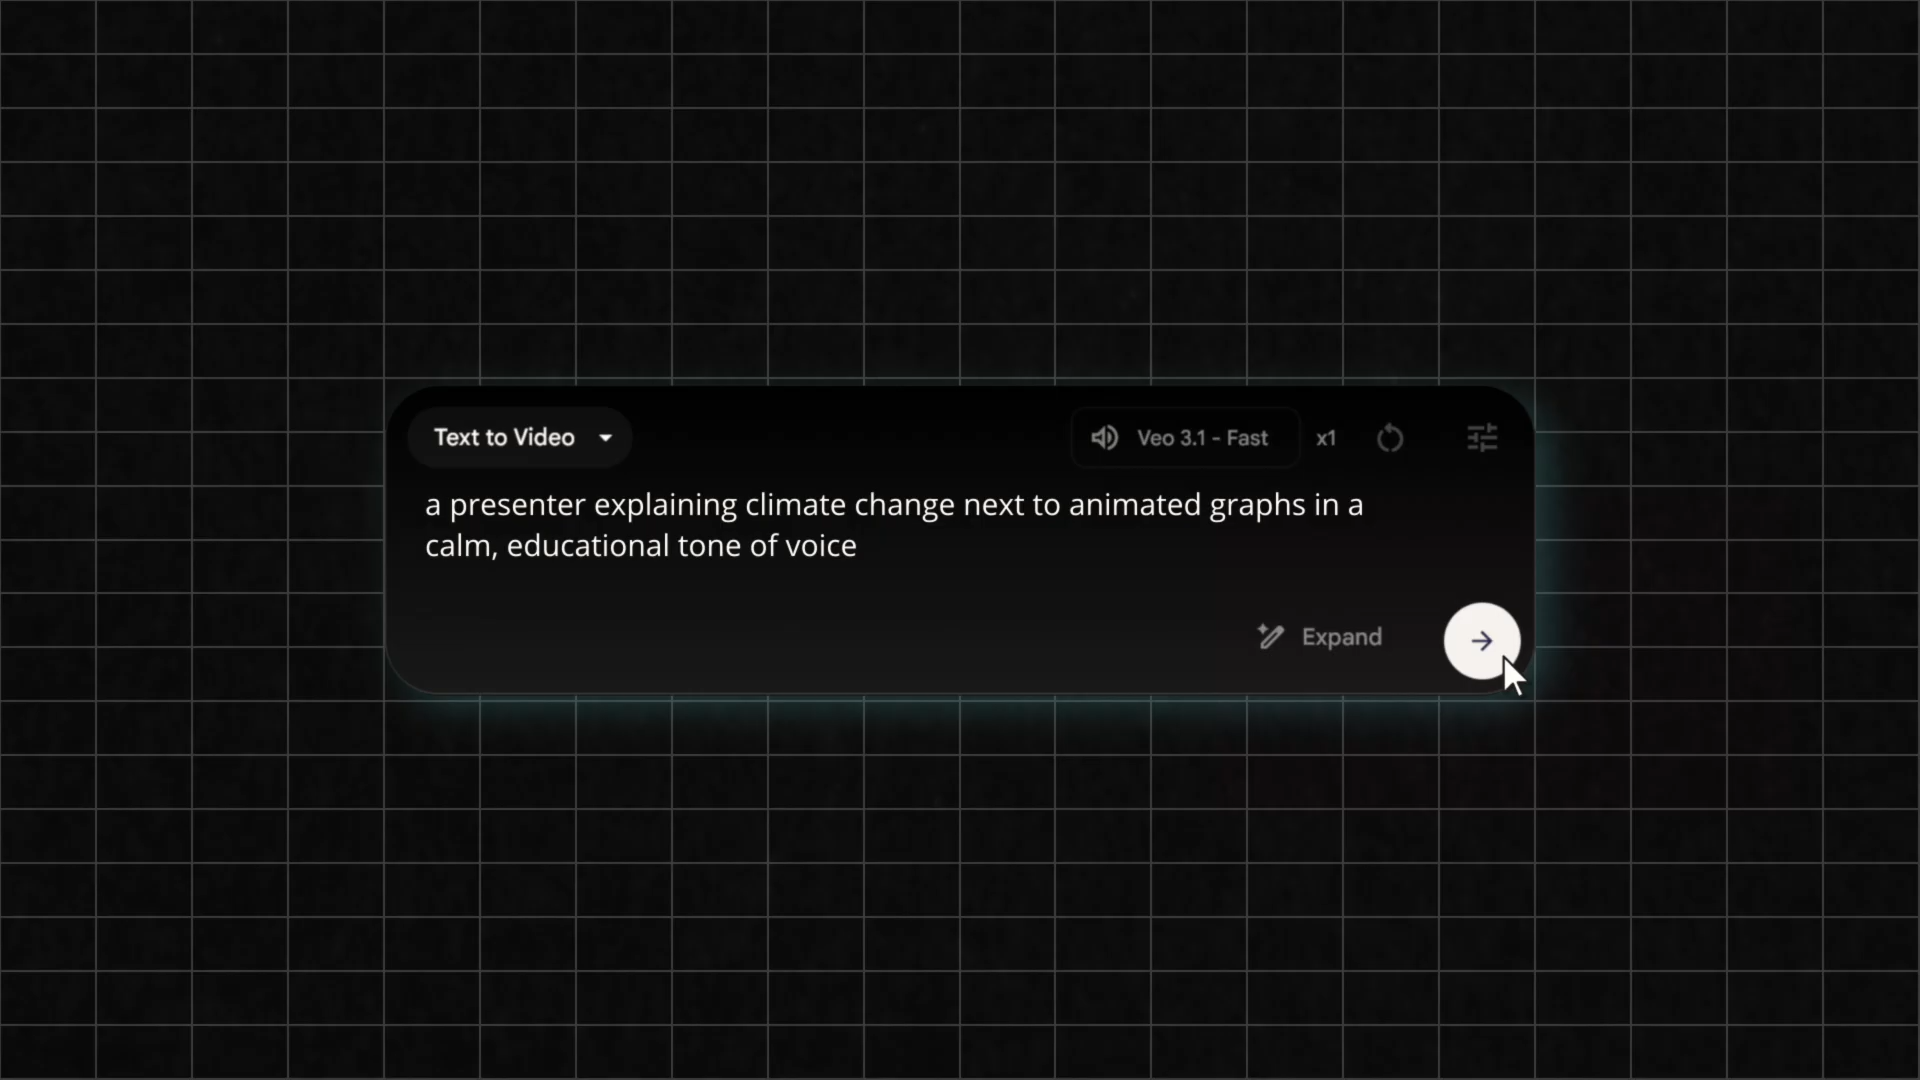 Text to Video
Veo 3.1 - Fast
x1
a presenter explaining climate change next to animated graphs in a
calm, educational tone of voice
Expand